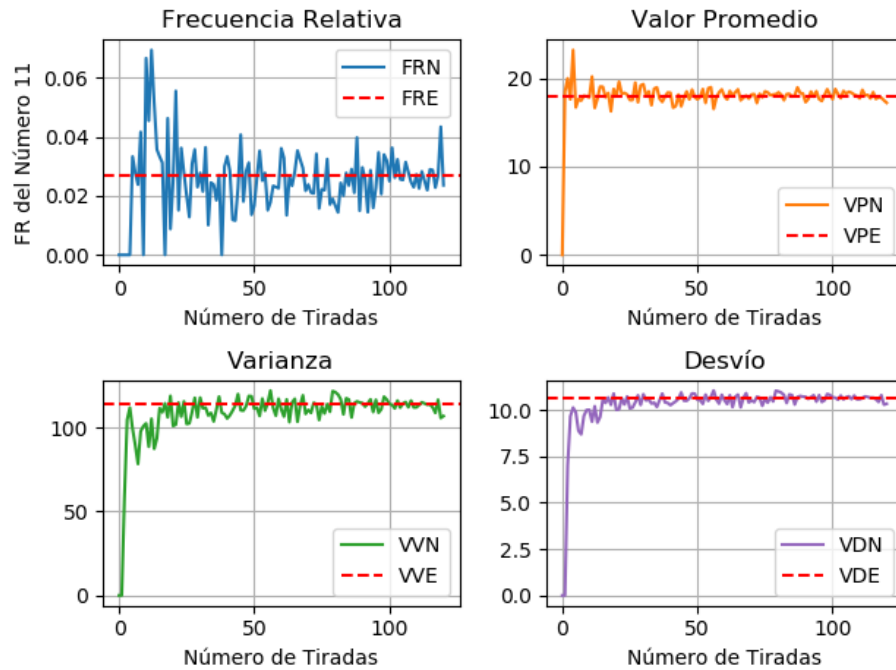 Frecuencia Relativa
FR del Número 11
0.06
0.04
0.02
0.00
FRN
FRE
0
50
100
Número de Tiradas
Valor Promedio
20
10
0
VPN
VPE
0
100
Número de Tiradas
Varianza
100
50
0
VVN
VVE
0
50
100
Número de Tiradas
Desvío
10.0
7.5
5.0
2.5
0.0
VDN
VDE
0
100
Número de Tiradas